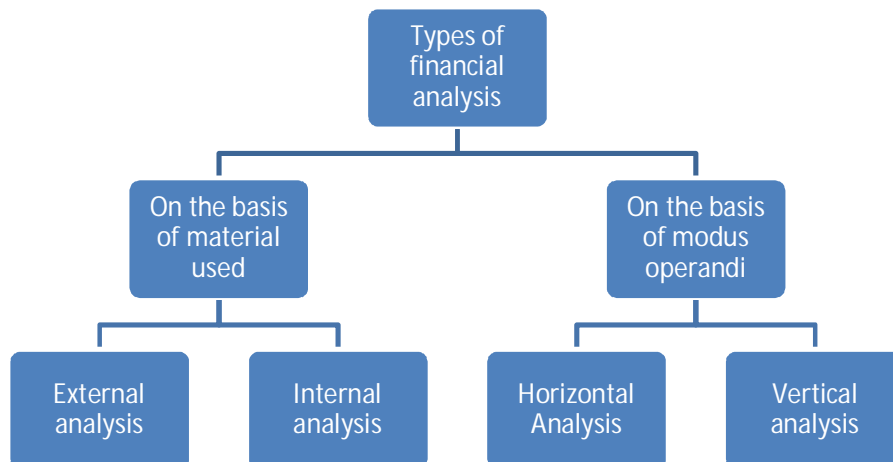 Types of
financial
analysis
On the basis
of material
used
On the basis
of modus
operandi
External
analysis
Internal
analysis
Horizontal
Analysis
Vertical
analysis